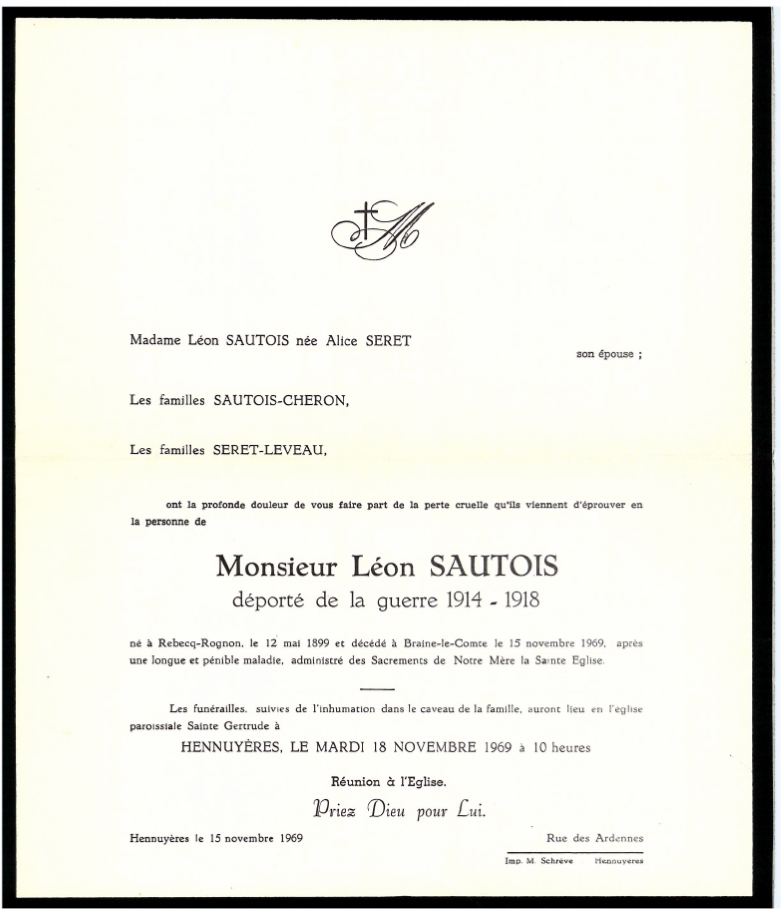 M
Madame Léon SAUTOIS née Alice SERET
son épouse ;
Les familles SAUTOIS-CHERON,
Les familles SERET-LEVEAU,
ont la profonde douleur de vous faire part de la perte cruelle qu'ils viennent d'éprouver en
la personne de
Monsieur Léon SAUTOIS
déporté de la guerre 1914 - 1918
né à Rebecq-Rognon, le 12 mai 1899 et décédé à Braine-le-Comte le 15 novembre 1969, après
une longue et pénible maladie, administré des Sacrements de Notre Mère la Sainte Eglise.
Les funérailles, suivies de l'inhumation dans le caveau de la famille, auront lieu en l'église
paroissiale Sainte Gertrude à
HENNUYÈRES, LE MARDI 18 NOVEMBRE 1969 à 10 heures
Réunion à l'Eglise.
Priez Dieu pour Lui.
Hennuyères le 15 novembre 1969
Rue des Ardennes
Imp. M. Schrève Hennuyeres